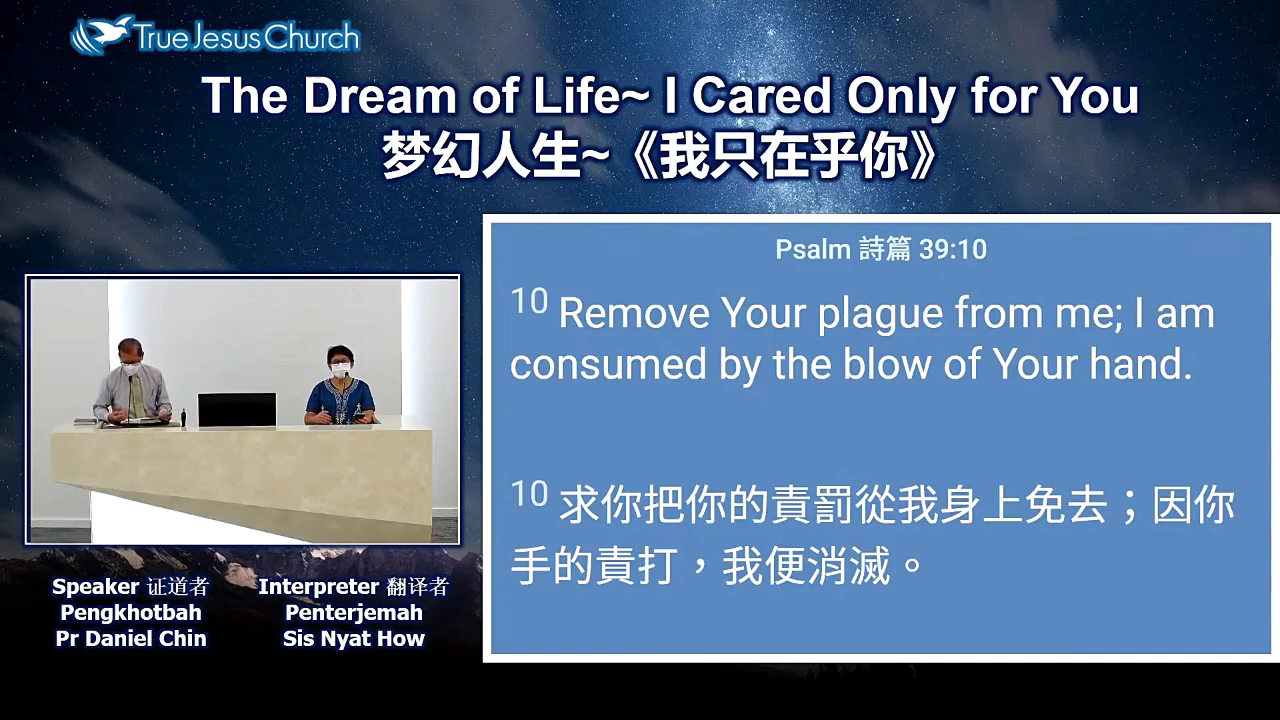 TrueJesusChurch
The Dream of Life~ I Cared Only for You
梦幻人生~《我只在乎你》
Psalm 詩篇 39:10
10 Remove Your plague from me; I am
consumed by the blow of Your hand.
10 求你把你的責罰從我身上免去；因你
手的責打，我便消滅。
Speaker 证道者
Pengkhotbah
Pr Daniel Chin
Interpreter 翻译者
Penterjemah
Sis Nyat How